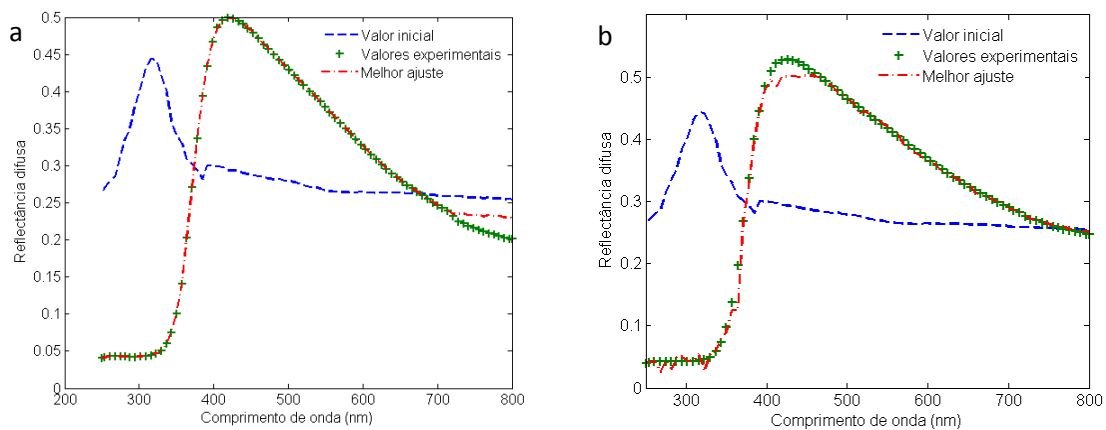 a
Valor inicial
Valores experimentais
Melhor ajuste
Reflectância difusa
0.5
0.45
0.4
0.35
0.3
0.25
0.2
0.15
0.1
0.05
0
200 300 400 500 600 700 800
Comprimento de onda (nm)
b
Valor inicial
Valores experimentais
Melhor ajuste
Reflectância difusa
0.5
0.4
0.3
0.2
0.1
0
300 400 500 600 700 800
Comprimento de onda (nm)